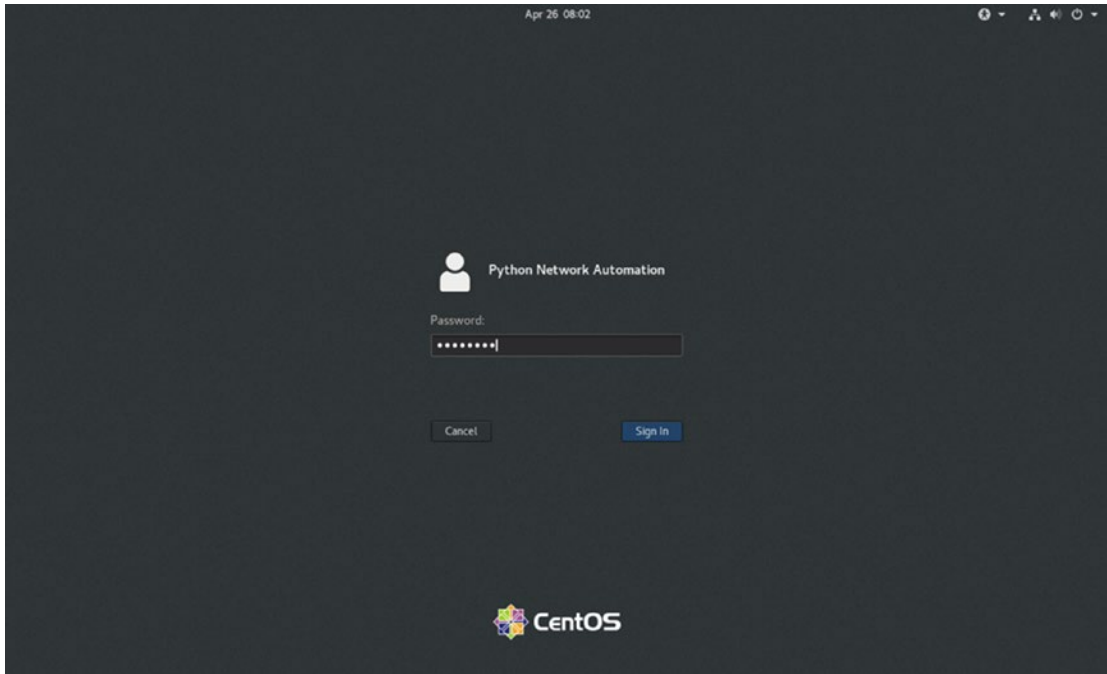 Apr 26 08:02
Python Network Automation
Password:
••••••••
Cancel
Sign In
CentOS